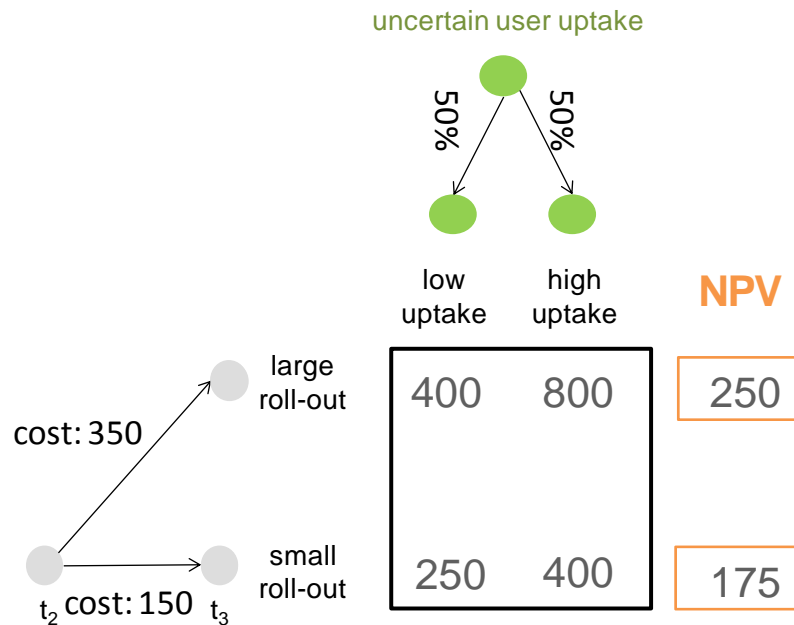 uncertain user uptake
50%
50%
low
uptake
high
uptake
NPV
large
roll-out
400
800
250
cost: 350
small
roll-out
250
400
175
t₂
cost: 150
t₃